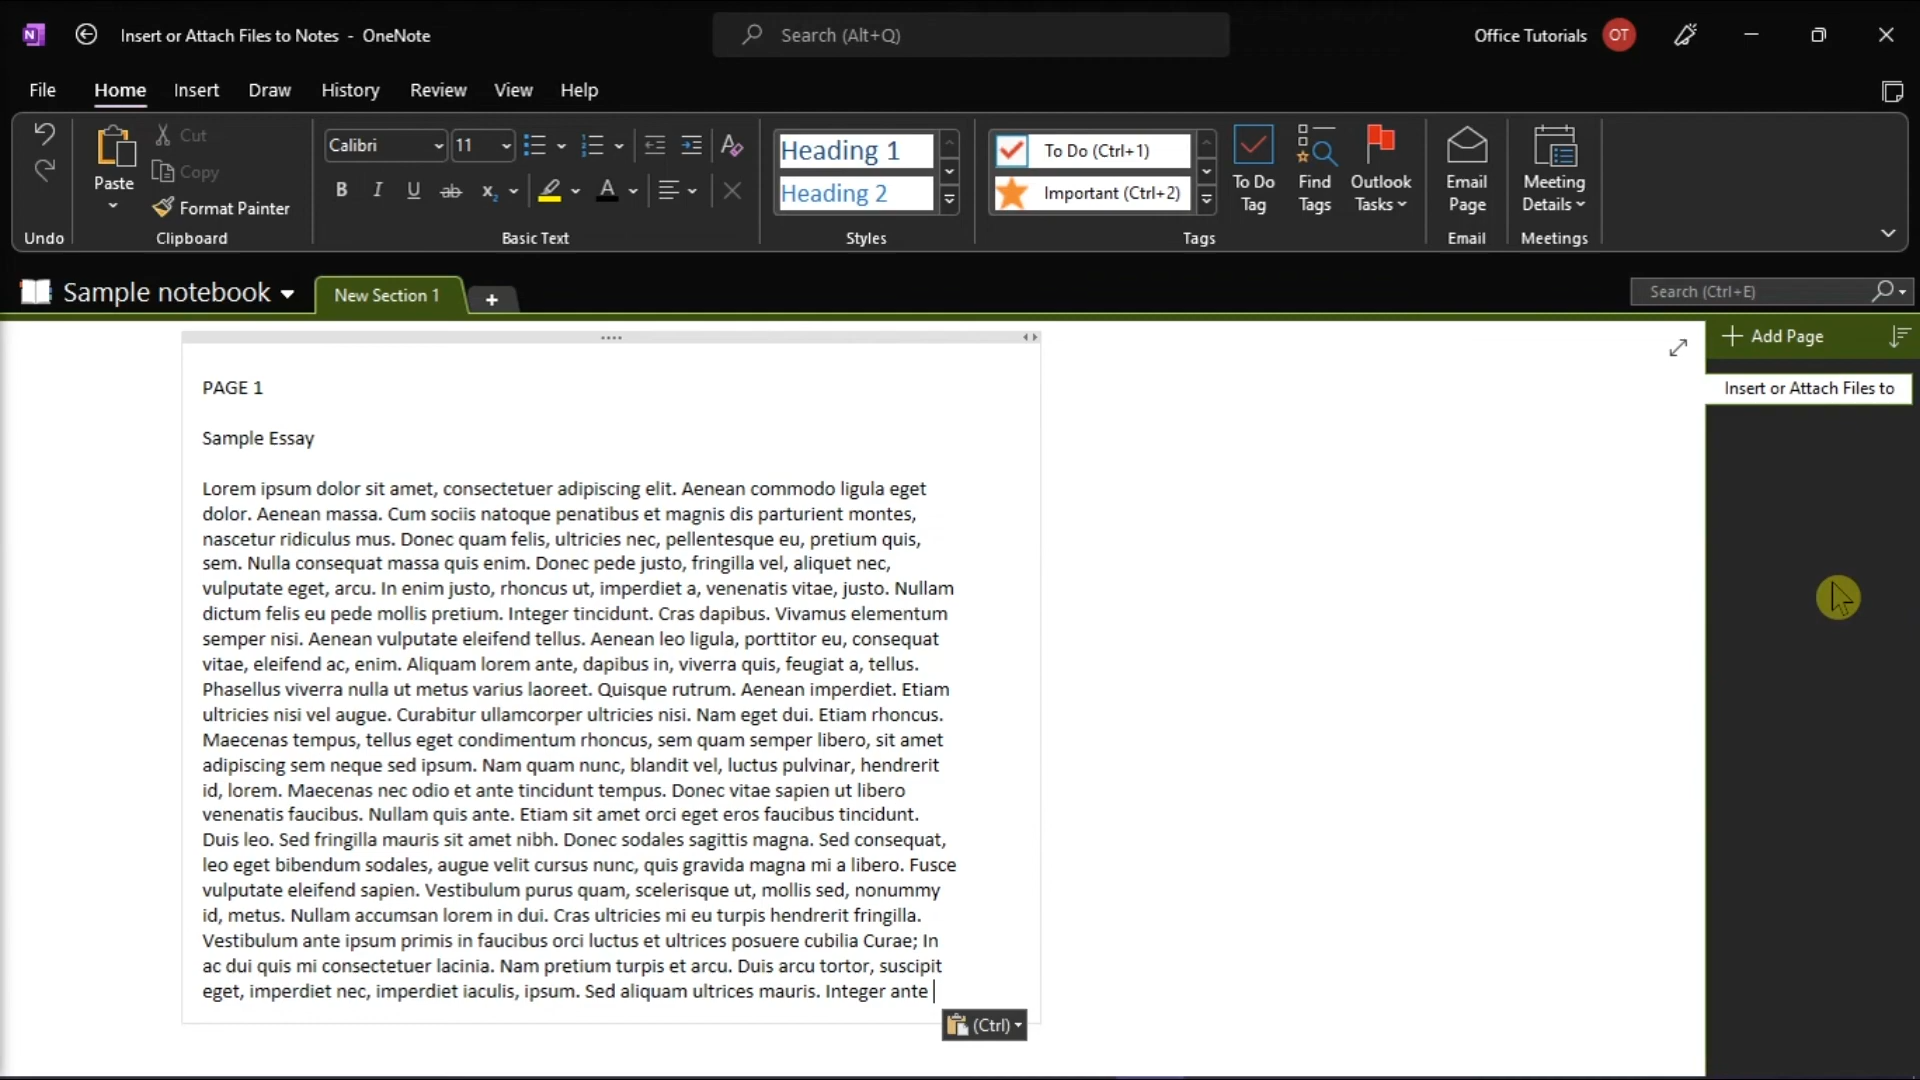 Insert or Attach Files to Notes - OneNote
Search (Alt+Q)
Office Tutorials OT
File Home Insert Draw History Review View Help
Undo
Paste
Cut
Copy
Format Painter
Clipboard
Calibri 11
B I U ab x₂ A
Basic Text
Heading 1
Heading 2
Styles
To Do (Ctrl+1)
Important (Ctrl+2)
To Do Tag
Find Tags
Outlook Tasks
Tags
Email Page
Email
Meeting Details
Meetings
Sample notebook
New Section 1
Search (Ctrl+E)
Add Page
Insert or Attach Files to
PAGE 1
Sample Essay
Lorem ipsum dolor sit amet, consectetuer adipiscing elit. Aenean commodo ligula eget
dolor. Aenean massa. Cum sociis natoque penatibus et magnis dis parturient montes,
nascetur ridiculus mus. Donec quam felis, ultricies nec, pellentesque eu, pretium quis,
sem. Nulla consequat massa quis enim. Donec pede justo, fringilla vel, aliquet nec,
vulputate eget, arcu. In enim justo, rhoncus ut, imperdiet a, venenatis vitae, justo. Nullam
dictum felis eu pede mollis pretium. Integer tincidunt. Cras dapibus. Vivamus elementum
semper nisi. Aenean vulputate eleifend tellus. Aenean leo ligula, porttitor eu, consequat
vitae, eleifend ac, enim. Aliquam lorem ante, dapibus in, viverra quis, feugiat a, tellus.
Phasellus viverra nulla ut metus varius laoreet. Quisque rutrum. Aenean imperdiet. Etiam
ultricies nisi vel augue. Curabitur ullamcorper ultricies nisi. Nam eget dui. Etiam rhoncus.
Maecenas tempus, tellus eget condimentum rhoncus, sem quam semper libero, sit amet
adipiscing sem neque sed ipsum. Nam quam nunc, blandit vel, luctus pulvinar, hendrerit
id, lorem. Maecenas nec odio et ante tincidunt tempus. Donec vitae sapien ut libero
venenatis faucibus. Nullam quis ante. Etiam sit amet orci eget eros faucibus tincidunt.
Duis leo. Sed fringilla mauris sit amet nibh. Donec sodales sagittis magna. Sed consequat,
leo eget bibendum sodales, augue velit cursus nunc, quis gravida magna mi a libero. Fusce
vulputate eleifend sapien. Vestibulum purus quam, scelerisque ut, mollis sed, nonummy
id, metus. Nullam accumsan lorem in dui. Cras ultricies mi eu turpis hendrerit fringilla.
Vestibulum ante ipsum primis in faucibus orci luctus et ultrices posuere cubilia Curae; In
ac dui quis mi consectetuer lacinia. Nam pretium turpis et arcu. Duis arcu tortor, suscipit
eget, imperdiet nec, imperdiet iaculis, ipsum. Sed aliquam ultrices mauris. Integer ante
(Ctrl)